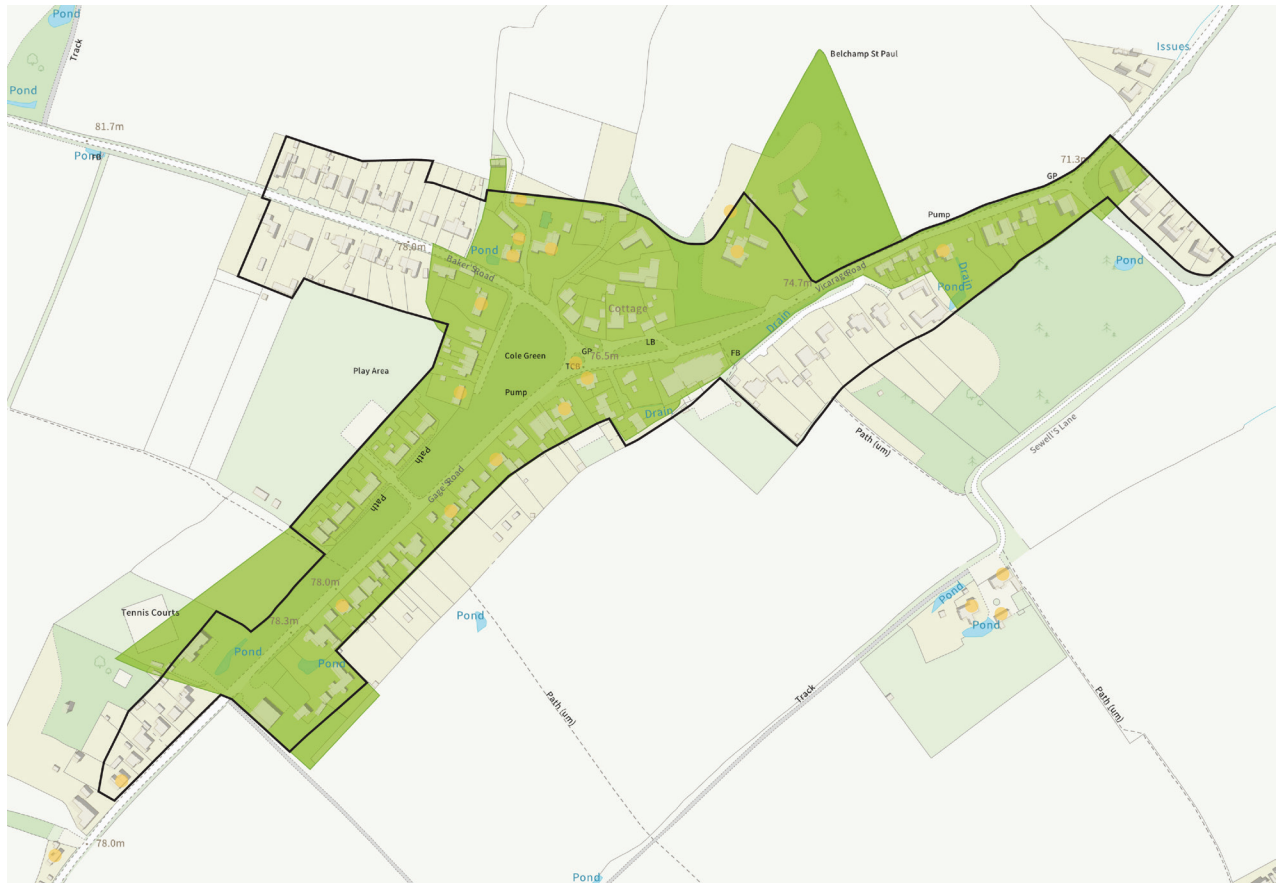 Pond
Track
Belchamp St Paul
Issues
Pond
81.7m
Pond
FB
71.3m
GP
Pump
78.0m
Pond
Baker's Road
Pond
Drain
Pond
74.7m
Vicarage Road
Cottage
Drain
LB
GP
76.5m
FB
Cole Green
TCB
Play Area
Pump
Drain
Path (um)
Sewell's Lane
Path
Gage's Road
Path
78.0m
Pond
Pond
Tennis Courts
78.3m
Pond
Pond
Pond
Track
Path (um)
Path (um)
78.0m
Pond